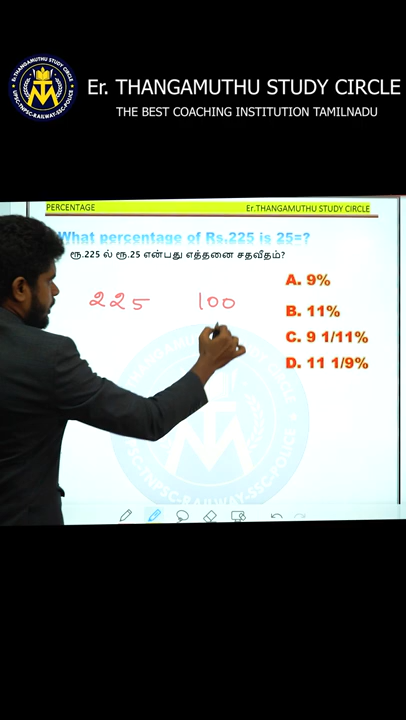 Er. THANGAMUTHU STUDY CIRCLE
THE BEST COACHING INSTITUTION TAMILNADU
PERCENTAGE
Er.THANGAMUTHU STUDY CIRCLE
What percentage of Rs.225 is 25=?
ரூ.225 ல் ரூ.25 என்பது எத்தனை சதவீதம்?
A. 9%
225 100
B. 11%
C. 9 1/11%
D. 11 1/9%